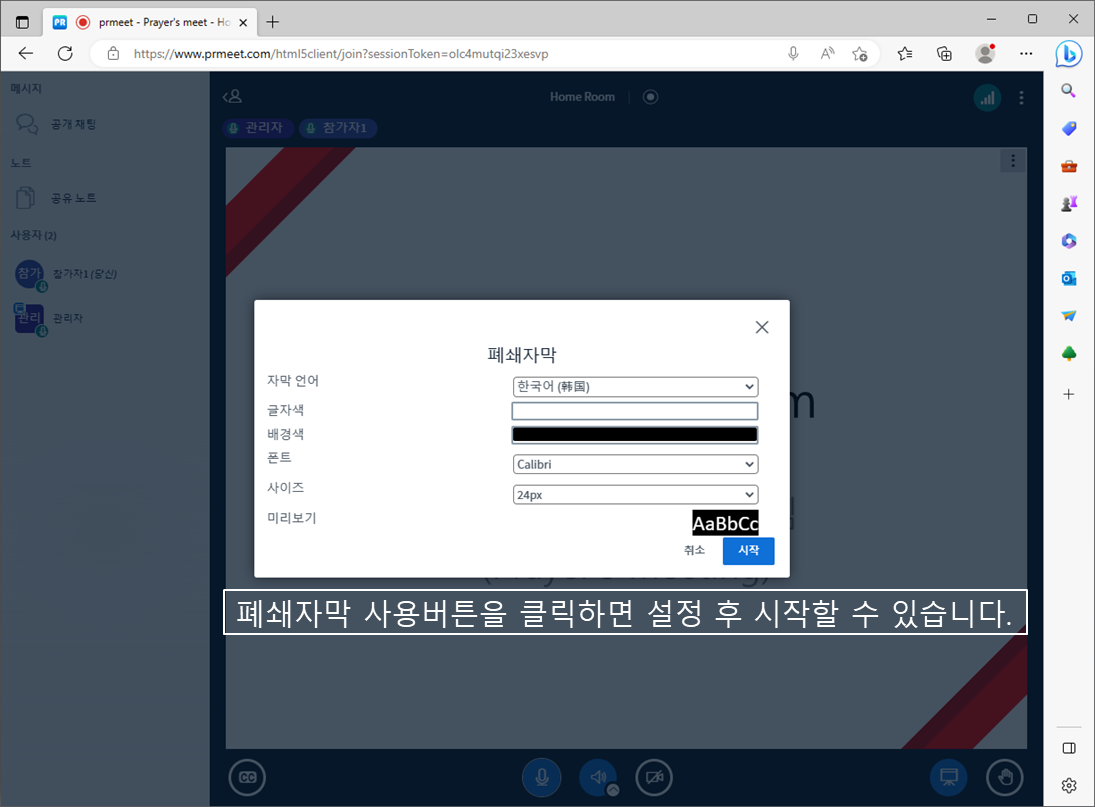 prmeet - Prayer's meet - Ho
https://www.prmeet.com/html5client/join?sessionToken=olc4mutqi23xesvp
메시지
공개 채팅
노트
공유 노트
사용자 (2)
참가
참가자1 (당신)
관리
관리자
Home Room
관리자
참가자1
폐쇄자막
자막 언어
한국어 (韩国)
글자색
배경색
폰트
Calibri
사이즈
24px
미리보기
AaBbCc
취소
시작
폐쇄자막 사용버튼을 클릭하면 설정 후 시작할 수 있습니다.
CC